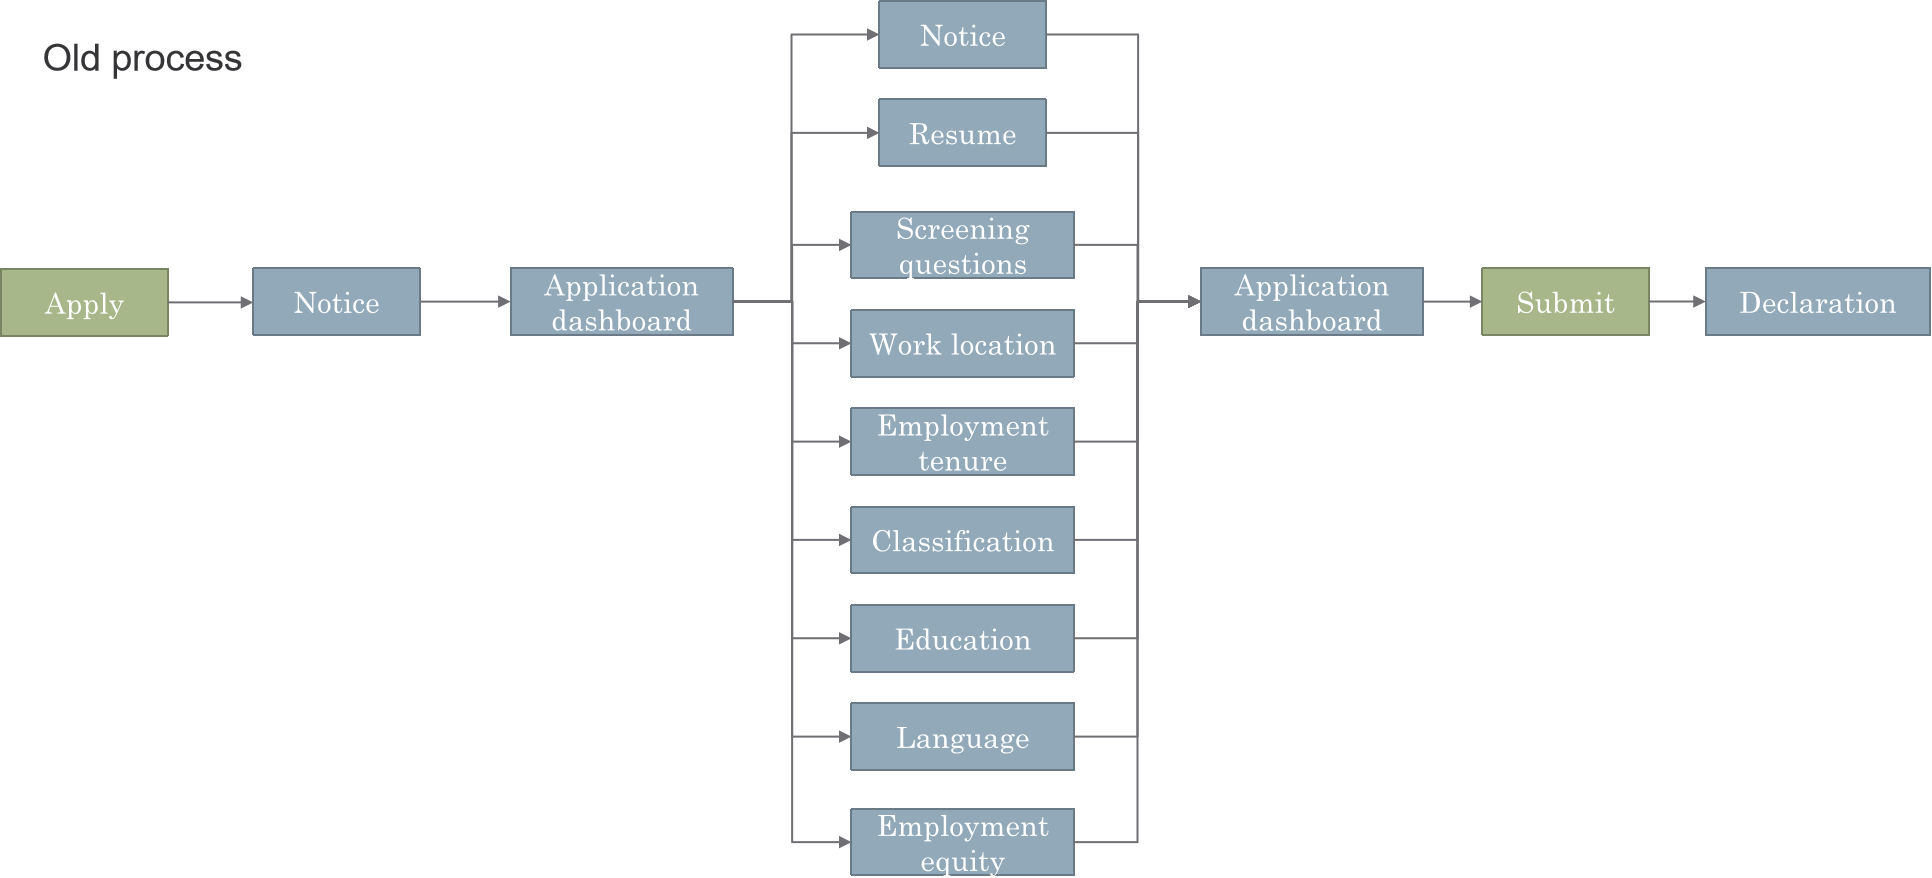 Old process
Apply
Notice
Application
dashboard
Notice
Resume
Screening
questions
Work location
Employment
tenure
Classification
Education
Language
Employment
equity
Application
dashboard
Submit
Declaration